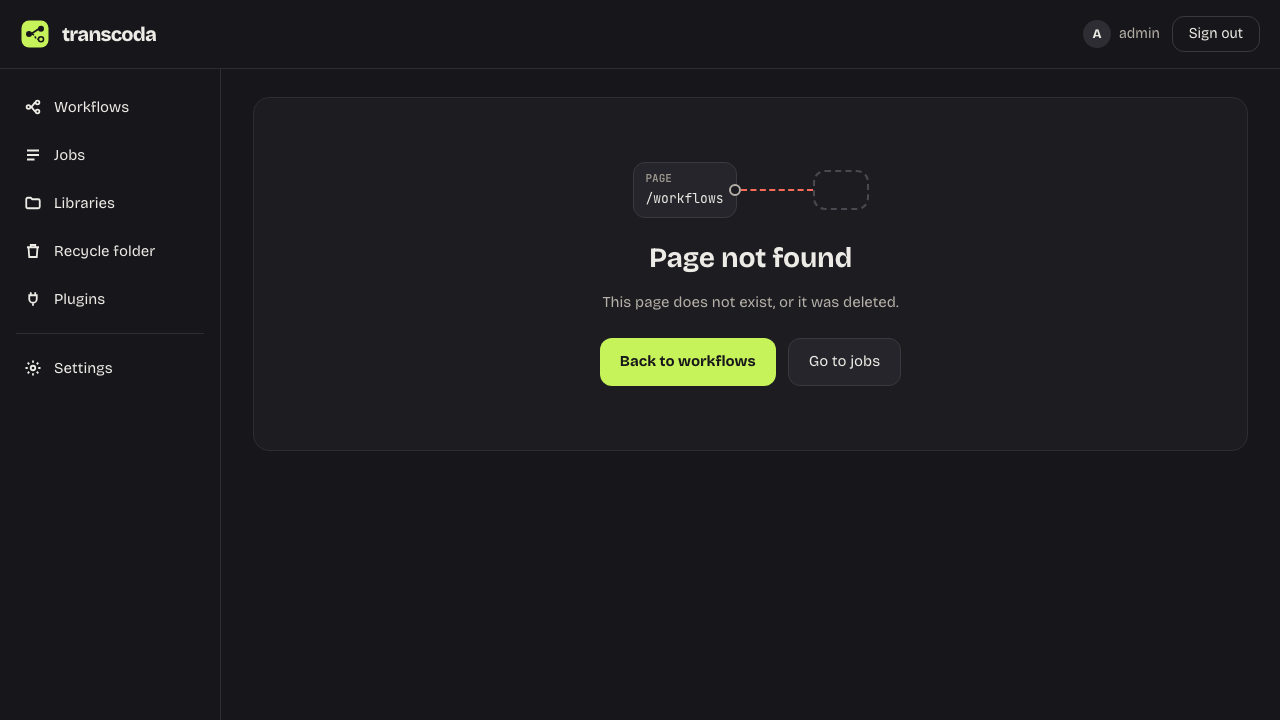 transcoda
A
admin
Sign out
Workflows
Jobs
Libraries
Recycle folder
Plugins
Settings
PAGE
/workflows
Page not found
This page does not exist, or it was deleted.
Back to workflows
Go to jobs